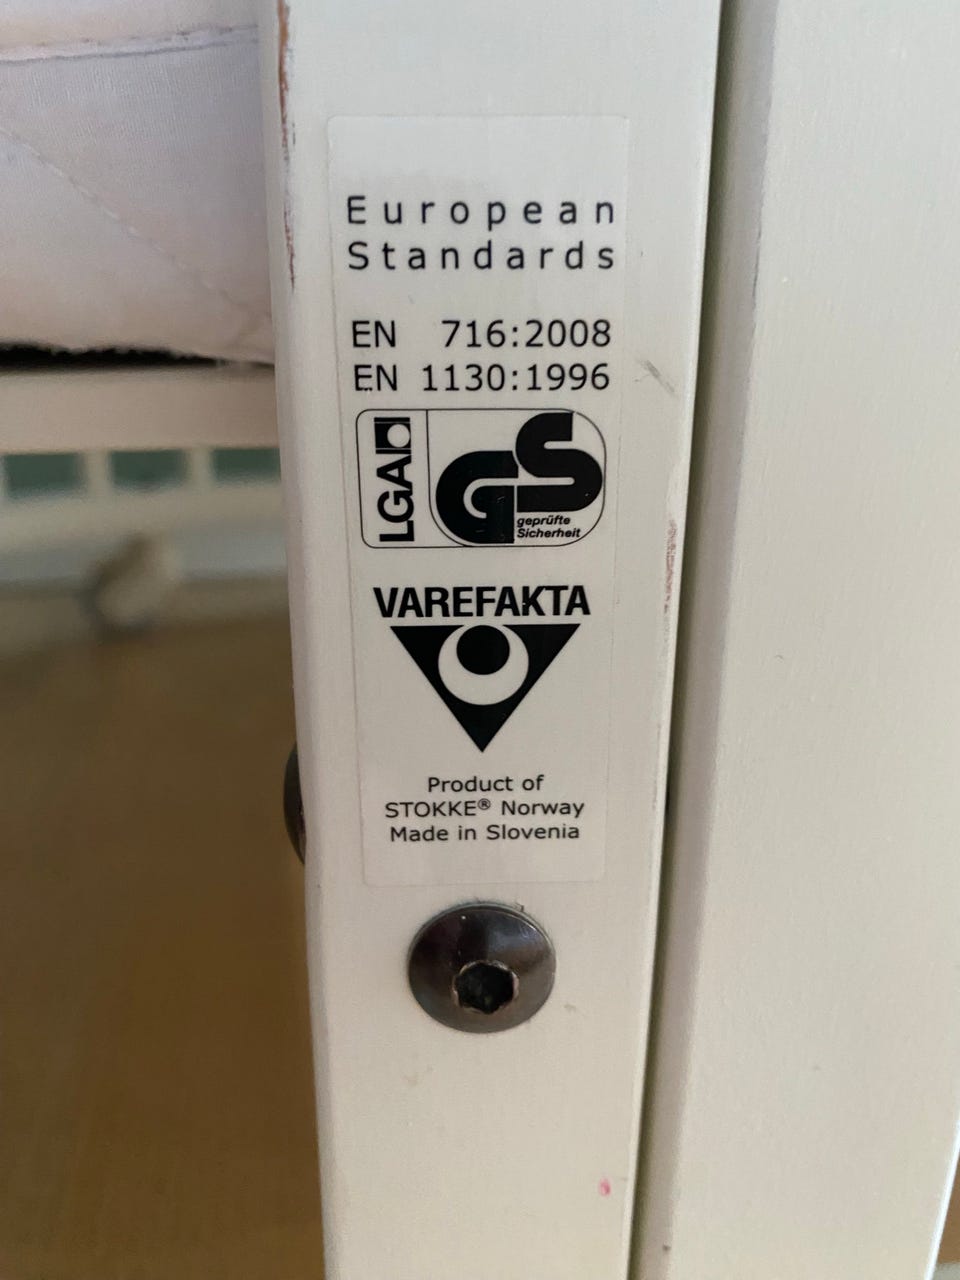 European
Standards
EN 716:2008
EN 1130:1996
LGA
GS
geprüfte
Sicherheit
VAREFAKTA
Product of
STOKKE® Norway
Made in Slovenia